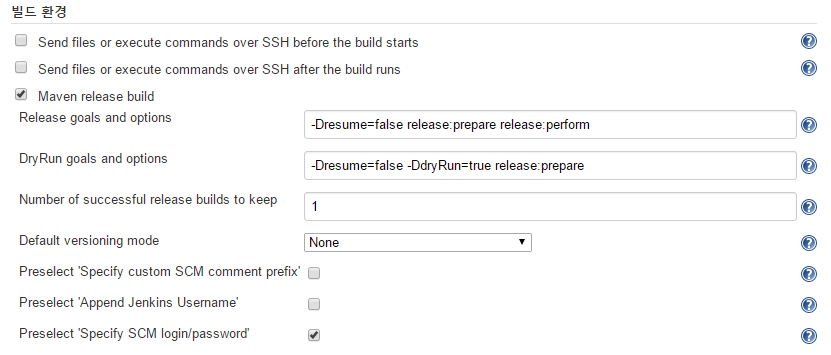 빌드 환경
Send files or execute commands over SSH before the build starts
Send files or execute commands over SSH after the build runs
Maven release build
Release goals and options
-Dresume=false release:prepare release:perform
DryRun goals and options
-Dresume=false -DdryRun=true release:prepare
Number of successful release builds to keep
1
Default versioning mode
None
Preselect 'Specify custom SCM comment prefix'
Preselect 'Append Jenkins Username'
Preselect 'Specify SCM login/password'